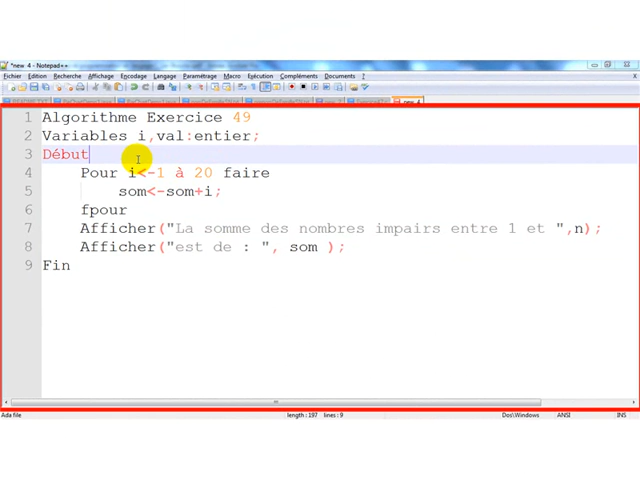 *new 4 - Notepad++
Fichier Edition Recherche Affichage Encodage Langage Paramétrage Macro Exécution Compléments Documents ? X
new 4
1 Algorithme Exercice 49
2 Variables i,val:entier;
3 Début
4 Pour i<-1 à 20 faire
5 som<-som+i;
6 fpour
7 Afficher("La somme des nombres impairs entre 1 et ",n);
8 Afficher("est de : ", som );
9 Fin
Ada file length : 197 lines : 9 Dos\Windows ANSI INS